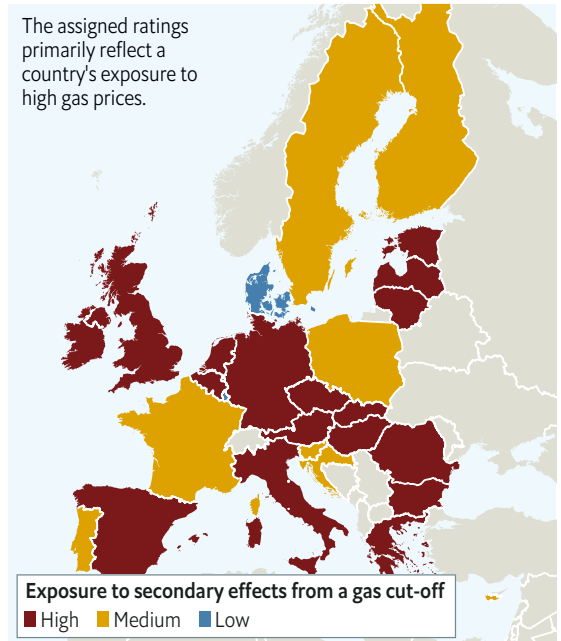 The assigned ratings
primarily reflect a
country's exposure to
high gas prices.
Exposure to secondary effects from a gas cut-off
High Medium Low